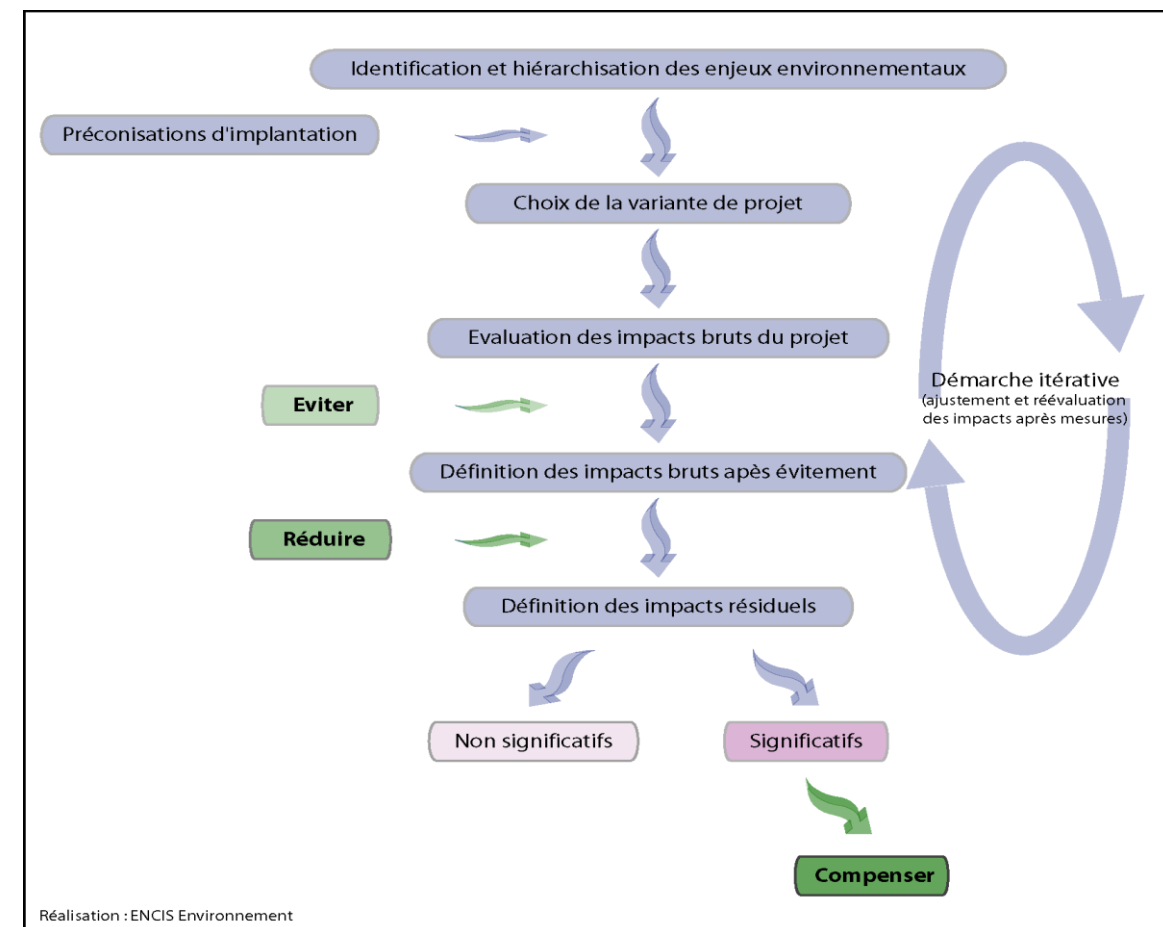 Identification et hiérarchisation des enjeux environnementaux
Préconisations d'implantation
Choix de la variante de projet
Evaluation des impacts bruts du projet
Démarche itérative
(ajustement et réévaluation
des impacts après mesures)
Eviter
Définition des impacts bruts apès évitement
Réduire
Définition des impacts résiduels
Non significatifs
Significatifs
Compenser
Réalisation : ENCIS Environnement